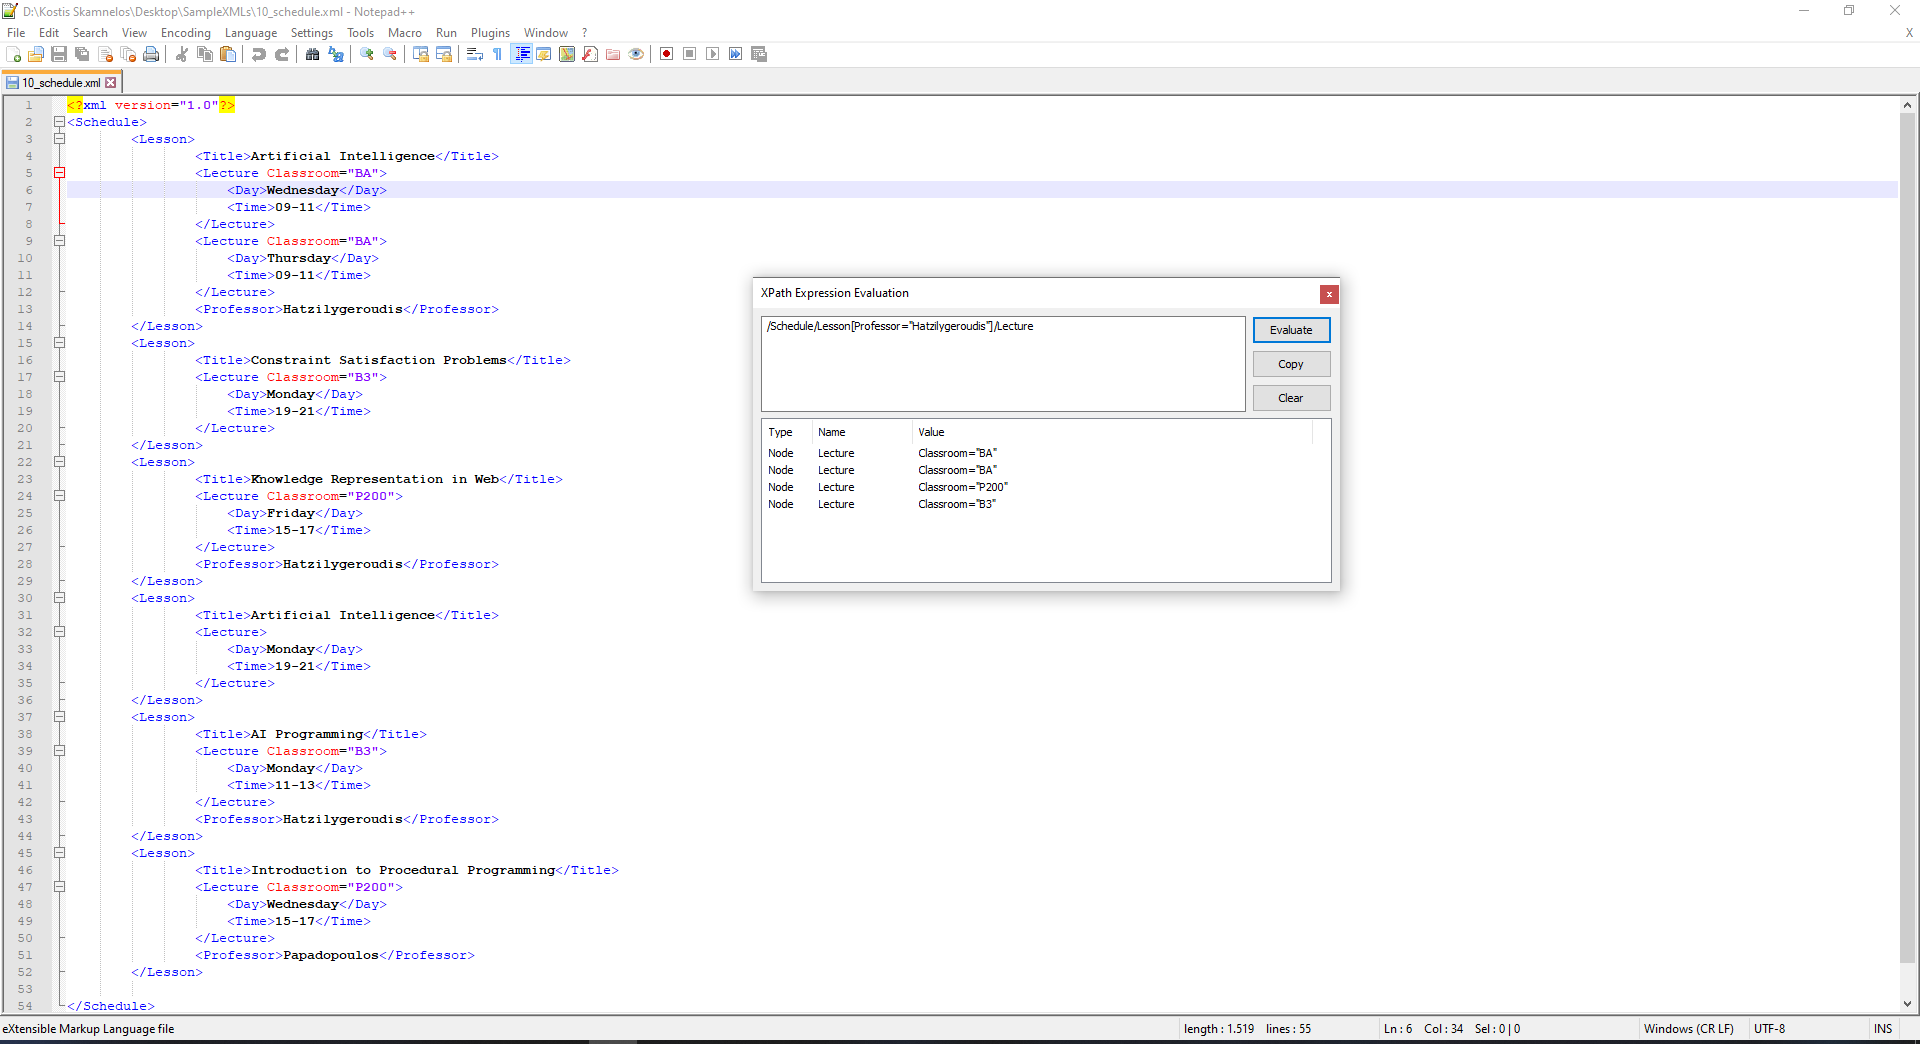 D:\Kostis Skamnelos\Desktop\SampleXMLs\10_schedule.xml - Notepad++
File Edit Search View Encoding Language Settings Tools Macro Run Plugins Window ? X
10_schedule.xml
1 <?xml version="1.0"?>
2 <Schedule>
3 <Lesson>
4 <Title>Artificial Intelligence</Title>
5 <Lecture Classroom="BA">
6 <Day>Wednesday</Day>
7 <Time>09-11</Time>
8 </Lecture>
9 <Lecture Classroom="BA">
10 <Day>Thursday</Day>
11 <Time>09-11</Time>
12 </Lecture>
13 <Professor>Hatzilygeroudis</Professor>
14 </Lesson>
15 <Lesson>
16 <Title>Constraint Satisfaction Problems</Title>
17 <Lecture Classroom="B3">
18 <Day>Monday</Day>
19 <Time>19-21</Time>
20 </Lecture>
21 </Lesson>
22 <Lesson>
23 <Title>Knowledge Representation in Web</Title>
24 <Lecture Classroom="P200">
25 <Day>Friday</Day>
26 <Time>15-17</Time>
27 </Lecture>
28 <Professor>Hatzilygeroudis</Professor>
29 </Lesson>
30 <Lesson>
31 <Title>Artificial Intelligence</Title>
32 <Lecture>
33 <Day>Monday</Day>
34 <Time>19-21</Time>
35 </Lecture>
36 </Lesson>
37 <Lesson>
38 <Title>AI Programming</Title>
39 <Lecture Classroom="B3">
40 <Day>Monday</Day>
41 <Time>11-13</Time>
42 </Lecture>
43 <Professor>Hatzilygeroudis</Professor>
44 </Lesson>
45 <Lesson>
46 <Title>Introduction to Procedural Programming</Title>
47 <Lecture Classroom="P200">
48 <Day>Wednesday</Day>
49 <Time>15-17</Time>
50 </Lecture>
51 <Professor>Papadopoulos</Professor>
52 </Lesson>
53
54 </Schedule>
XPath Expression Evaluation
/Schedule/Lesson[Professor="Hatzilygeroudis"]/Lecture
Evaluate
Copy
Clear
Type Name Value
Node Lecture Classroom="BA"
Node Lecture Classroom="BA"
Node Lecture Classroom="P200"
Node Lecture Classroom="B3"
eXtensible Markup Language file length : 1.519 lines : 55 Ln : 6 Col : 34 Sel : 0 | 0 Windows (CR LF) UTF-8 INS